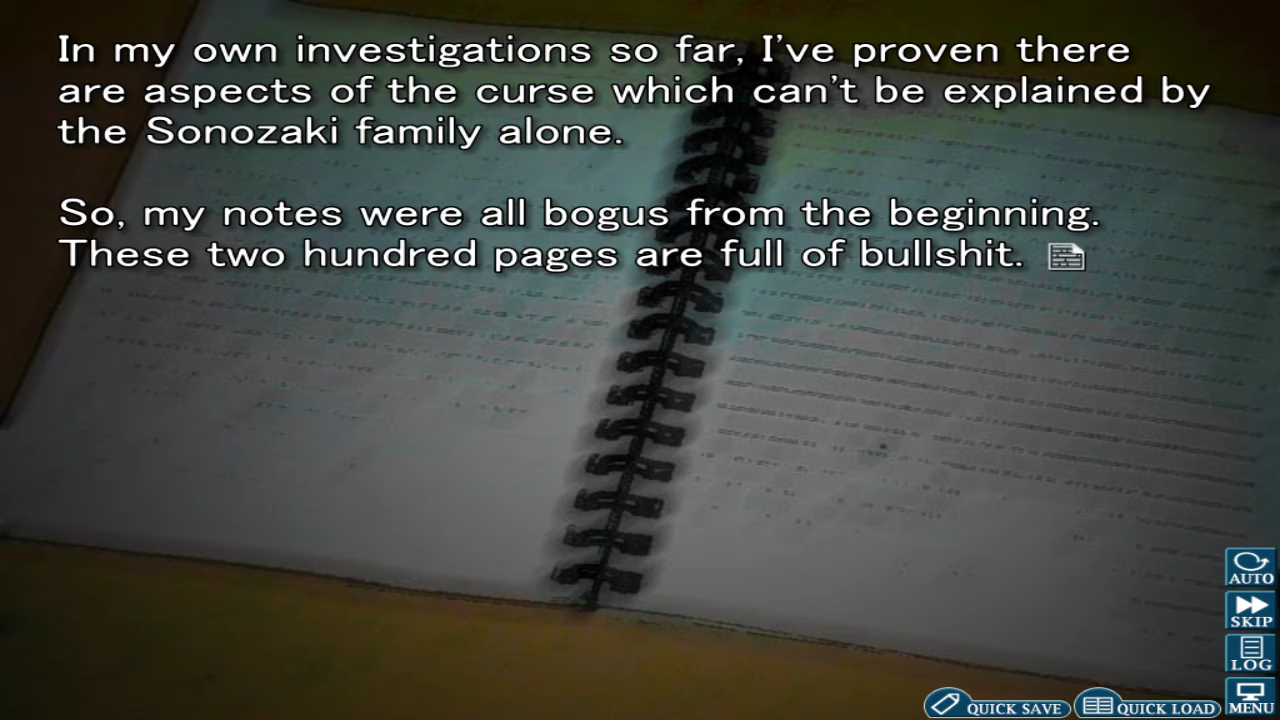 In my own investigations so far, I've proven there
are aspects of the curse which can't be explained by
the Sonozaki family alone.
So, my notes were all bogus from the beginning.
These two hundred pages are full of bullshit.
AUTO
SKIP
LOG
MENU
QUICK SAVE
QUICK LOAD